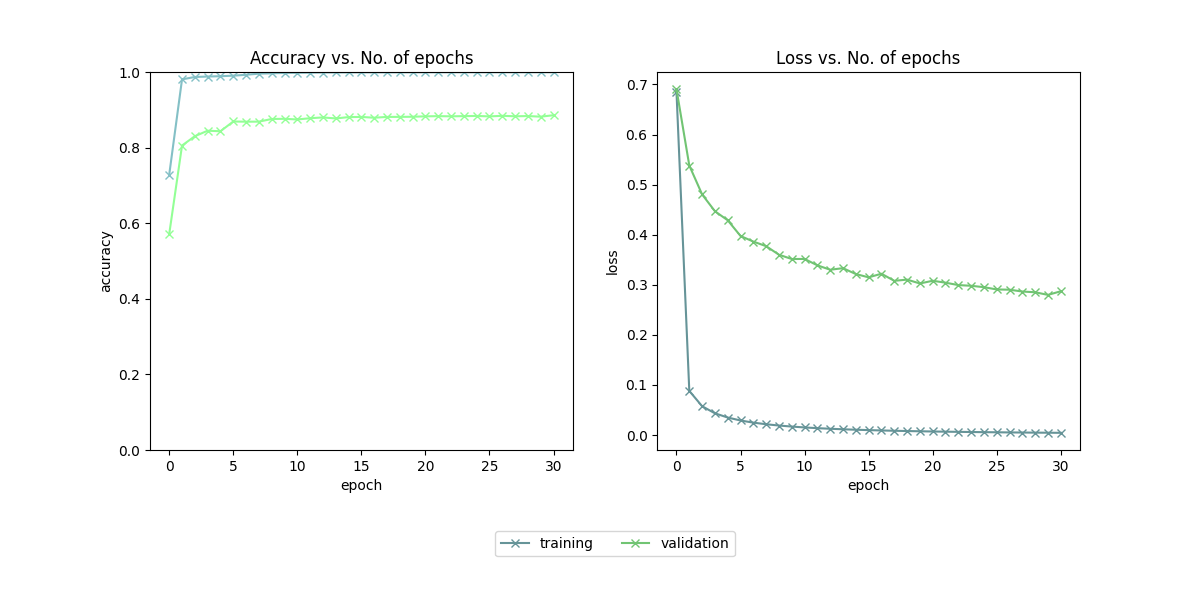 Accuracy vs. No. of epochs
1.0
0.8
0.6
0.4
0.2
0.0
accuracy
0 5 10 15 20 25 30
epoch
Loss vs. No. of epochs
0.7
0.6
0.5
0.4
0.3
0.2
0.1
0.0
loss
0 5 10 15 20 25 30
epoch
training validation